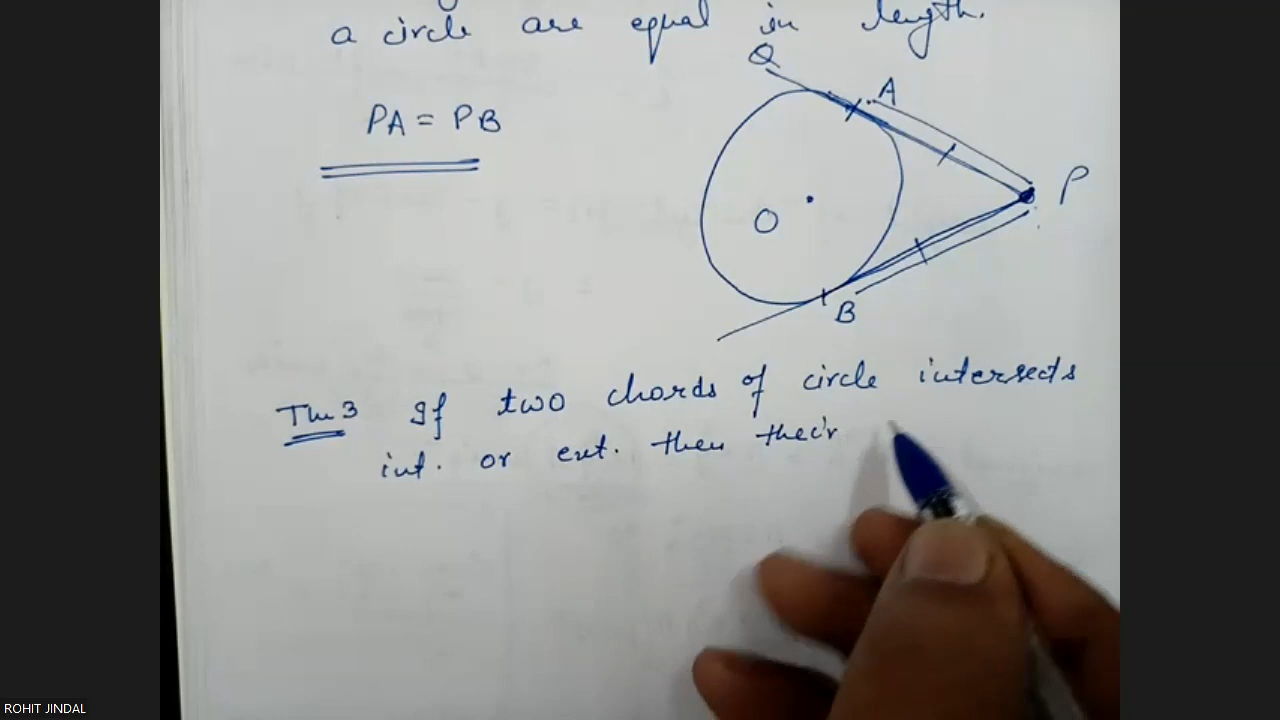 a circle are equal in length.
Q
A
PA = PB
P
O
B
Thm 3 If two chords of circle intersects
int. or ext. then their
ROHIT JINDAL